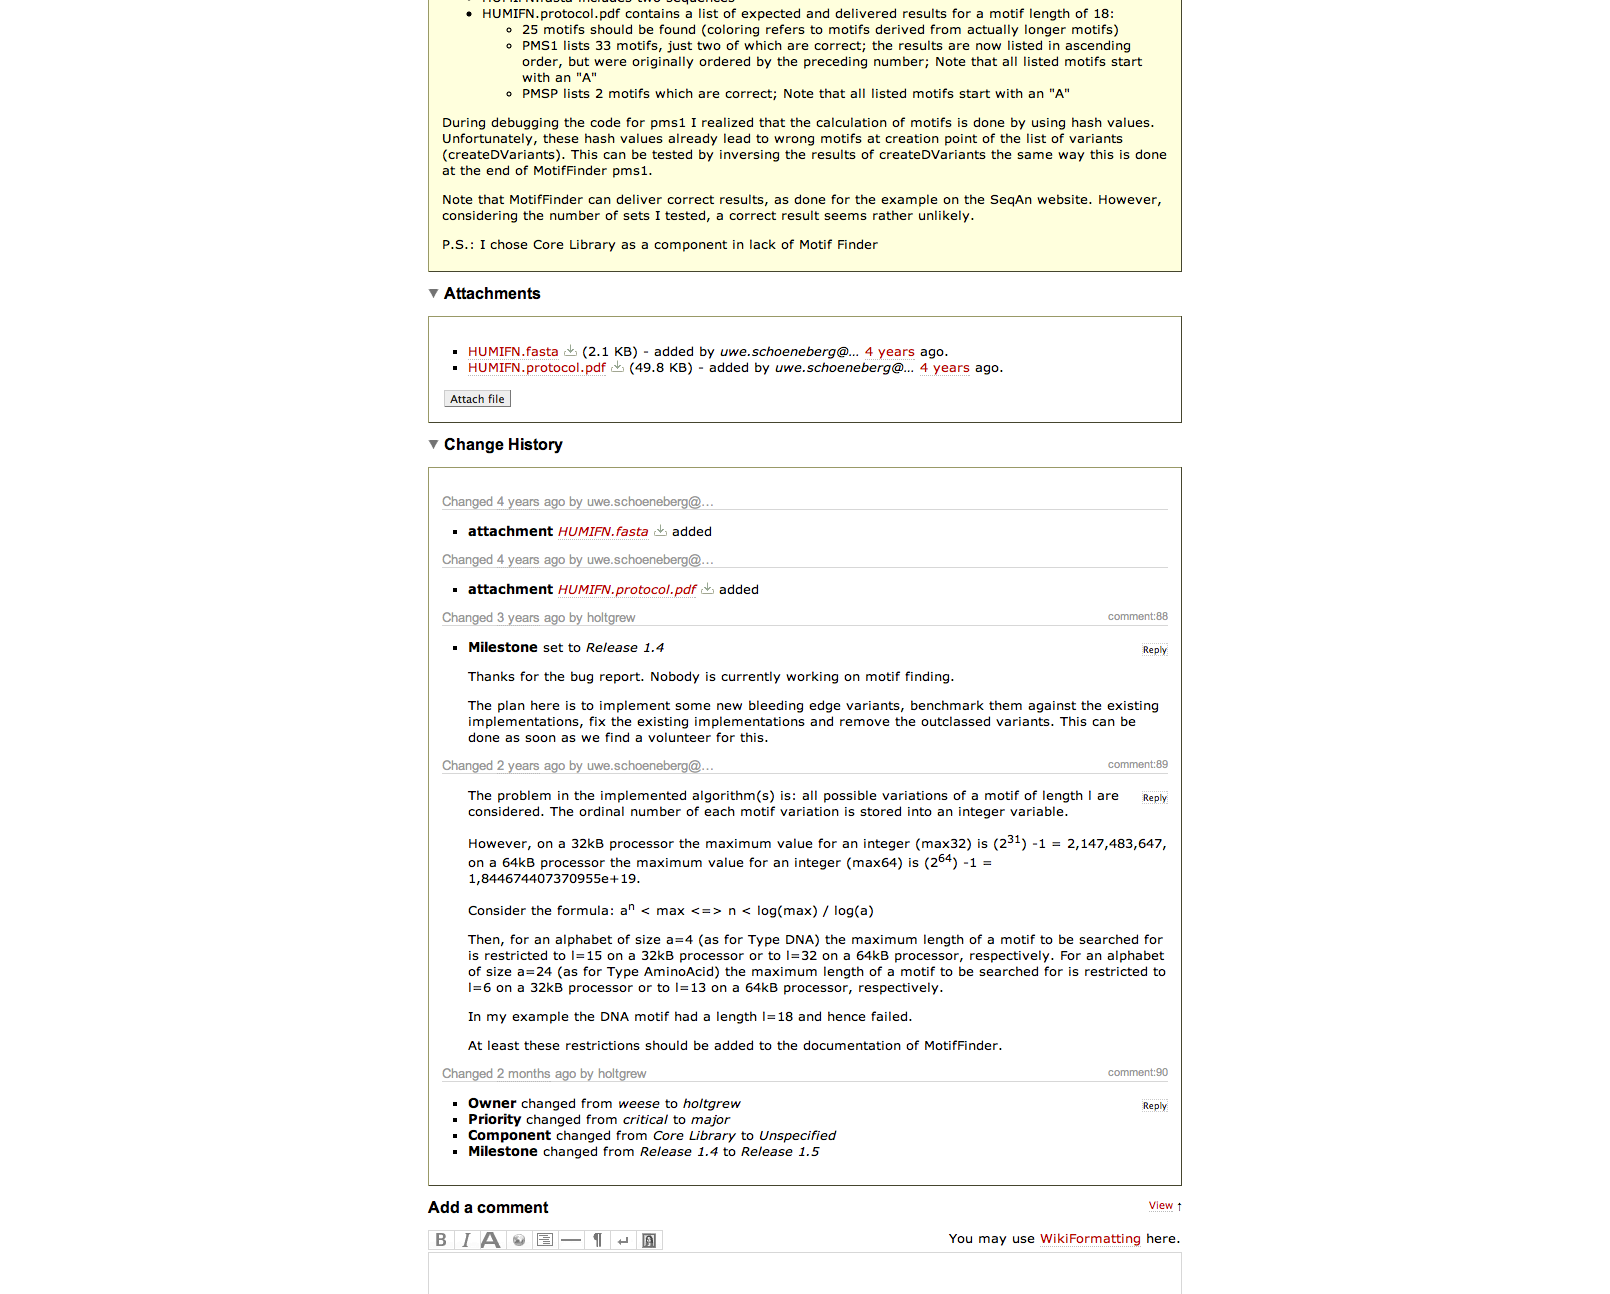 HUMIFN.protocol.pdf contains a list of expected and delivered results for a motif length of 18:
25 motifs should be found (coloring refers to motifs derived from actually longer motifs)
PMS1 lists 33 motifs, just two of which are correct; the results are now listed in ascending
order, but were originally ordered by the preceding number; Note that all listed motifs start
with an "A"
PMSP lists 2 motifs which are correct; Note that all listed motifs start with an "A"
During debugging the code for pms1 I realized that the calculation of motifs is done by using hash values.
Unfortunately, these hash values already lead to wrong motifs at creation point of the list of variants
(createDVariants). This can be tested by inversing the results of createDVariants the same way this is done
at the end of MotifFinder pms1.
Note that MotifFinder can deliver correct results, as done for the example on the SeqAn website. However,
considering the number of sets I tested, a correct result seems rather unlikely.
P.S.: I chose Core Library as a component in lack of Motif Finder
Attachments
HUMIFN.fasta (2.1 KB) - added by uwe.schoeneberg@… 4 years ago.
HUMIFN.protocol.pdf (49.8 KB) - added by uwe.schoeneberg@… 4 years ago.
Attach file
Change History
Changed 4 years ago by uwe.schoeneberg@…
attachment HUMIFN.fasta added
Changed 4 years ago by uwe.schoeneberg@…
attachment HUMIFN.protocol.pdf added
Changed 3 years ago by holtgrew comment:88
Milestone set to Release 1.4 Reply
Thanks for the bug report. Nobody is currently working on motif finding.
The plan here is to implement some new bleeding edge variants, benchmark them against the existing
implementations, fix the existing implementations and remove the outclassed variants. This can be
done as soon as we find a volunteer for this.
Changed 2 years ago by uwe.schoeneberg@… comment:89
The problem in the implemented algorithm(s) is: all possible variations of a motif of length l are Reply
considered. The ordinal number of each motif variation is stored into an integer variable.
However, on a 32kB processor the maximum value for an integer (max32) is (2^31) -1 = 2,147,483,647,
on a 64kB processor the maximum value for an integer (max64) is (2^64) -1 =
1,844674407370955e+19.
Consider the formula: a^n < max <=> n < log(max) / log(a)
Then, for an alphabet of size a=4 (as for Type DNA) the maximum length of a motif to be searched for
is restricted to l=15 on a 32kB processor or to l=32 on a 64kB processor, respectively. For an alphabet
of size a=24 (as for Type AminoAcid) the maximum length of a motif to be searched for is restricted to
l=6 on a 32kB processor or to l=13 on a 64kB processor, respectively.
In my example the DNA motif had a length l=18 and hence failed.
At least these restrictions should be added to the documentation of MotifFinder.
Changed 2 months ago by holtgrew comment:90
Owner changed from weese to holtgrew Reply
Priority changed from critical to major
Component changed from Core Library to Unspecified
Milestone changed from Release 1.4 to Release 1.5
Add a comment View ↑
B I A ¶ You may use WikiFormatting here.